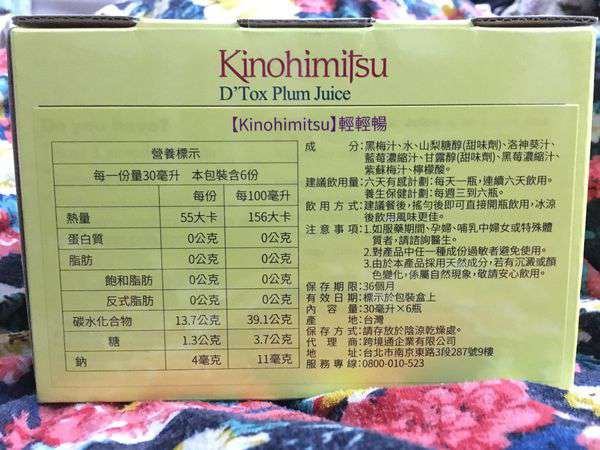 Kinohimitsu
D'Tox Plum Juice
【Kinohimitsu】輕輕暢
營養標示
每一份量30毫升 本包裝含6份
每份 每100毫升
熱量 55大卡 156大卡
蛋白質 0公克 0公克
脂肪 0公克 0公克
飽和脂肪 0公克 0公克
反式脂肪 0公克 0公克
碳水化合物 13.7公克 39.1公克
糖 1.3公克 3.7公克
鈉 4毫克 11毫克
成分:黑梅汁、水、山梨糖醇(甜味劑)、洛神葵汁、
藍莓濃縮汁、甘露醇(甜味劑)、黑莓濃縮汁、
紫蘇梅汁、檸檬酸。
建議飲用量:六天有感計劃:每天一瓶,連續六天飲用。
養生保健計劃:每週三到六瓶。
飲用方式:建議餐後,搖勻後即可直接開瓶飲用,冰涼
後飲用風味更佳。
注意事項:1.如服藥期間、孕婦、哺乳中婦女或特殊體
質者,請諮詢醫生。
2.對產品中任一種成份過敏者避免使用。
3.由於本產品採用天然成分,若有沉澱或顏
色變化,係屬自然現象,敬請安心飲用。
保存期限:36個月
有效日期:標示於包裝盒上
內容量:30毫升×6瓶
產地:台灣
保存方式:請存放於陰涼乾燥處。
代理商:跨境通企業有限公司
地址:台北市南京東路3段287號9樓
服務專線:0800-010-523